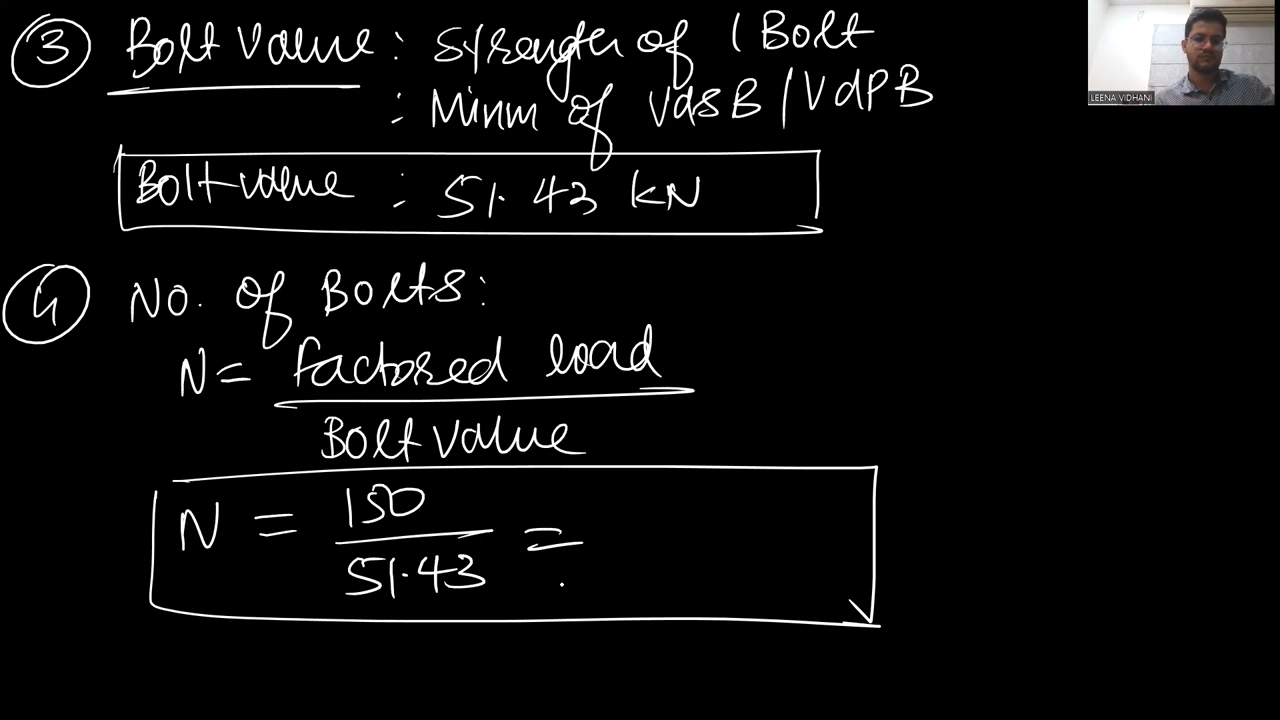 3 Bolt Value : Strength of 1 Bolt
: Minm of VdsB / VdPB
Bolt value : 51.43 kN
4 No. of Bolts :
N = factored load
Bolt value
N = 150
51.43 =
LEENA VIDHANI